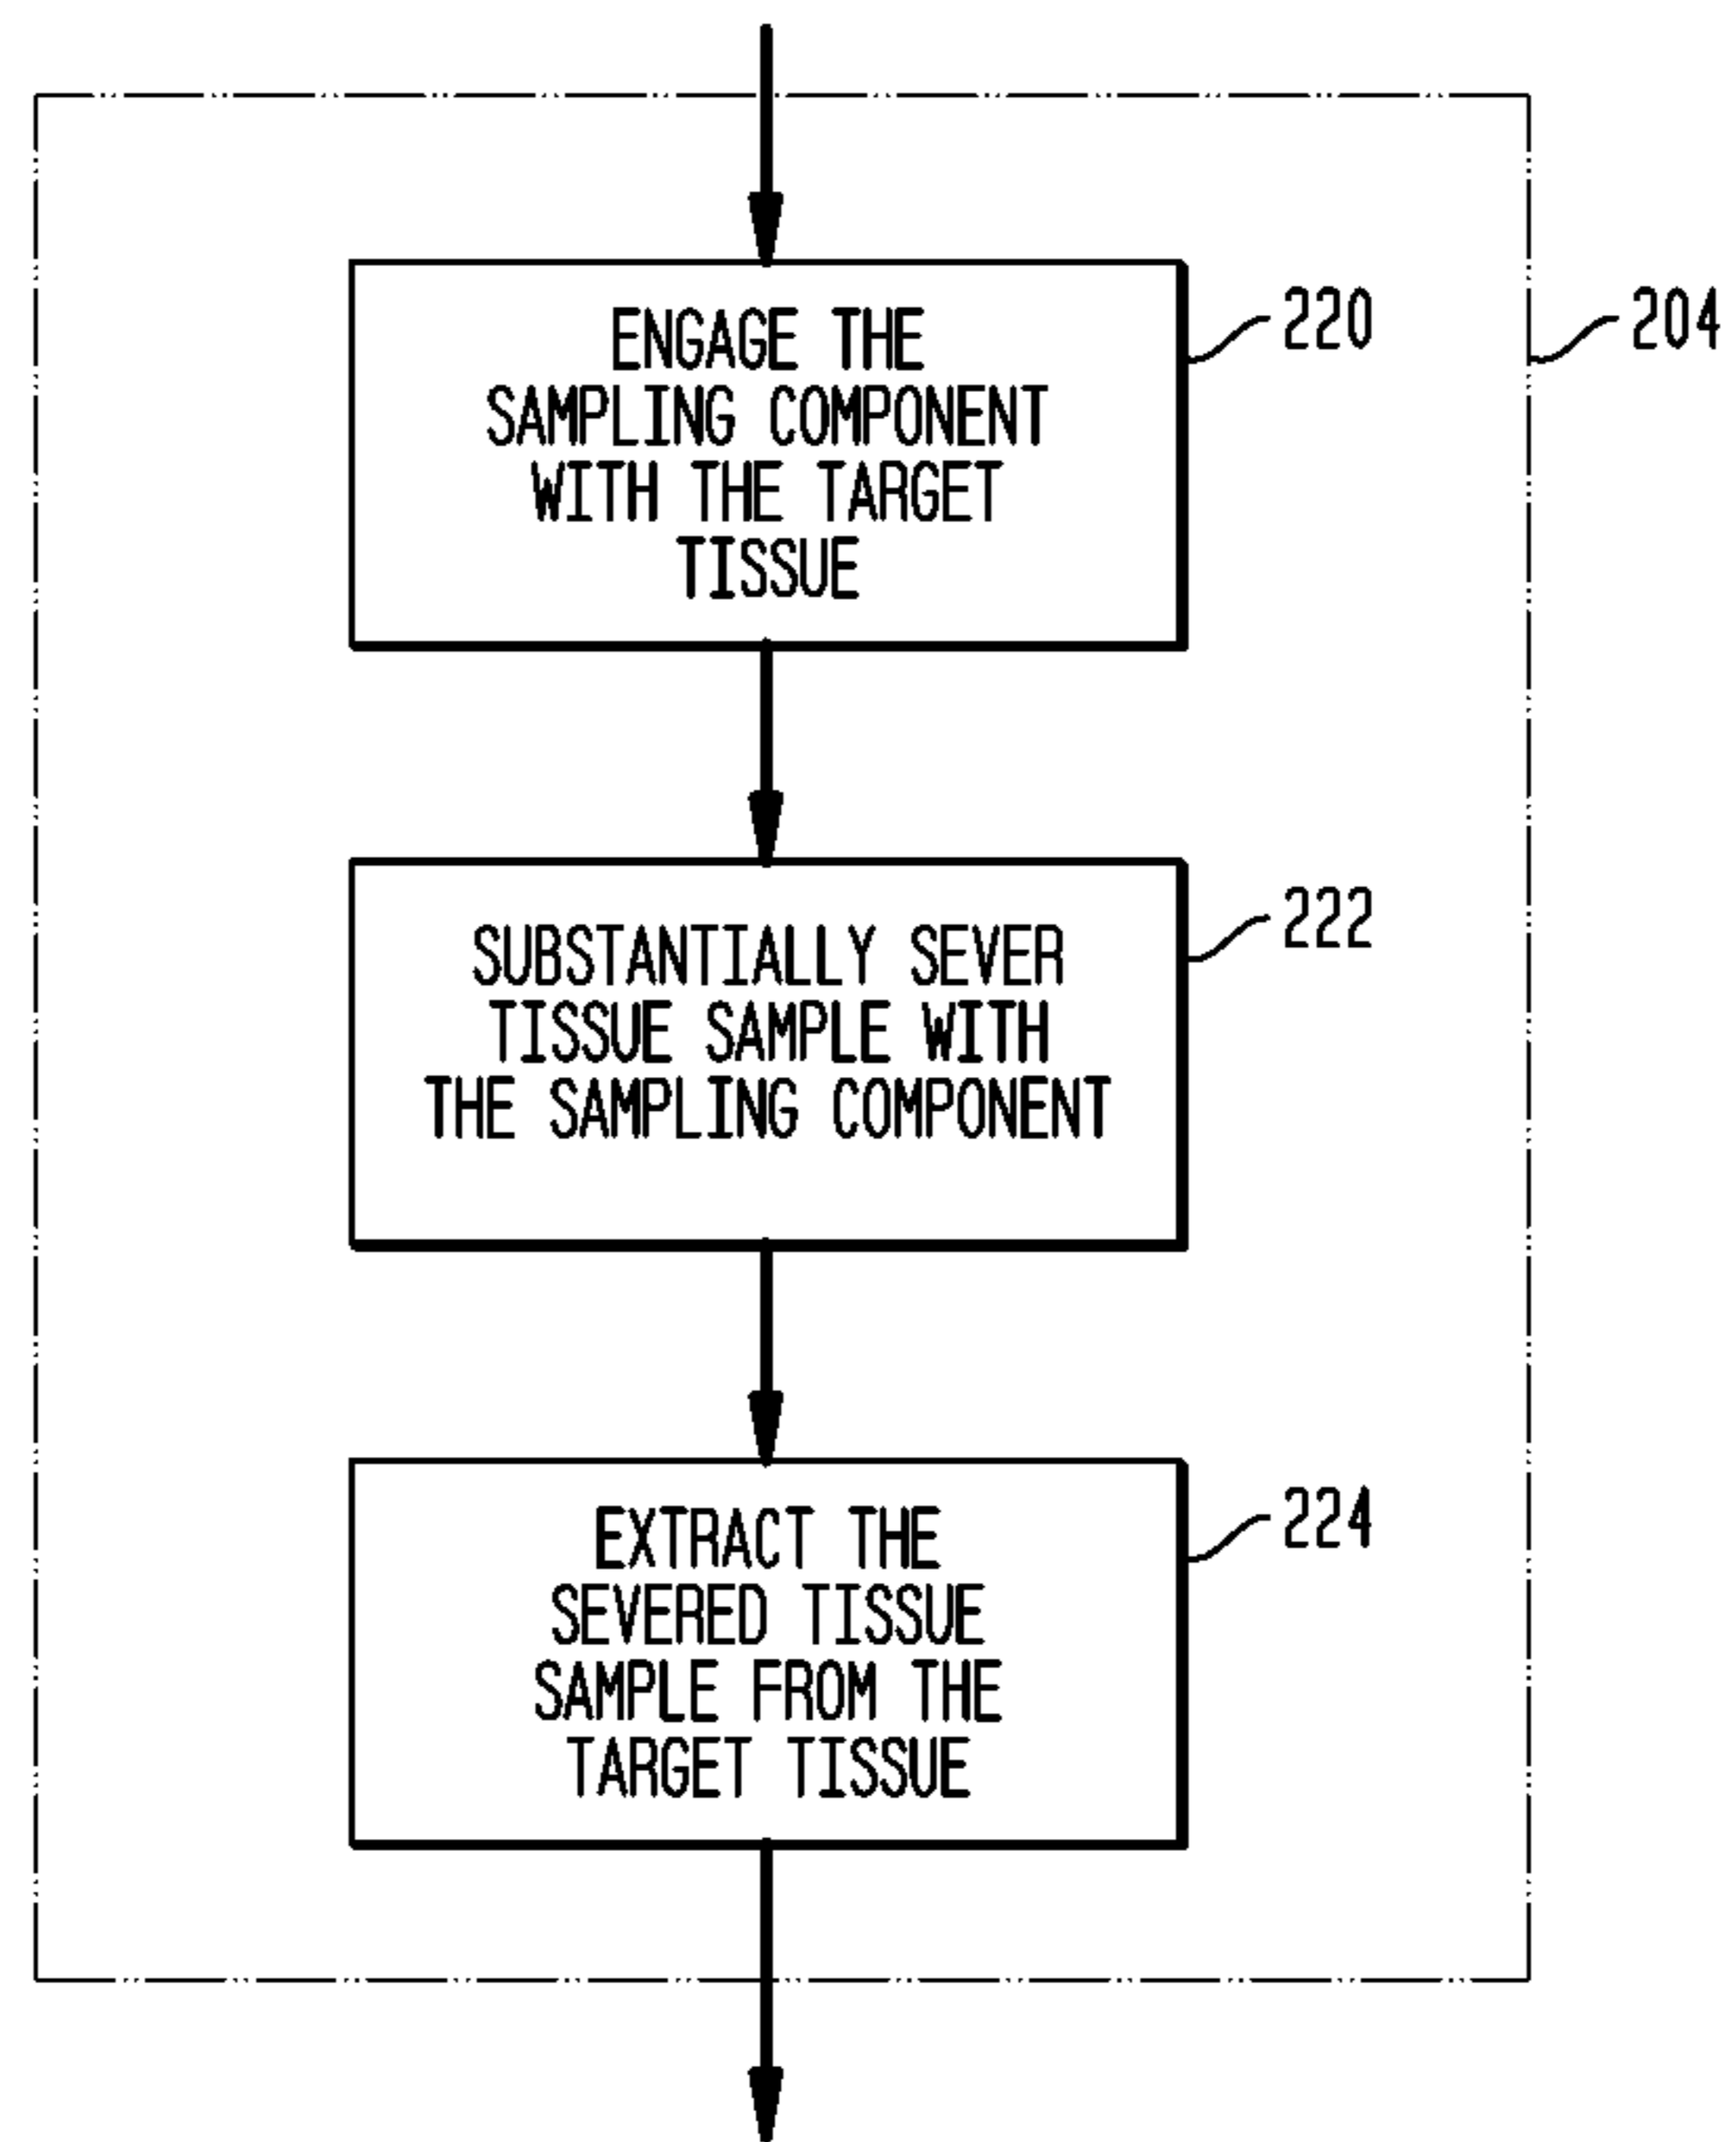 ENGAGE THE
SAMPLING COMPONENT
WITH THE TARGET
TISSUE
220
204
SUBSTANTIALLY SEVER
TISSUE SAMPLE WITH
THE SAMPLING COMPONENT
222
EXTRACT THE
SEVERED TISSUE
SAMPLE FROM THE
TARGET TISSUE
224